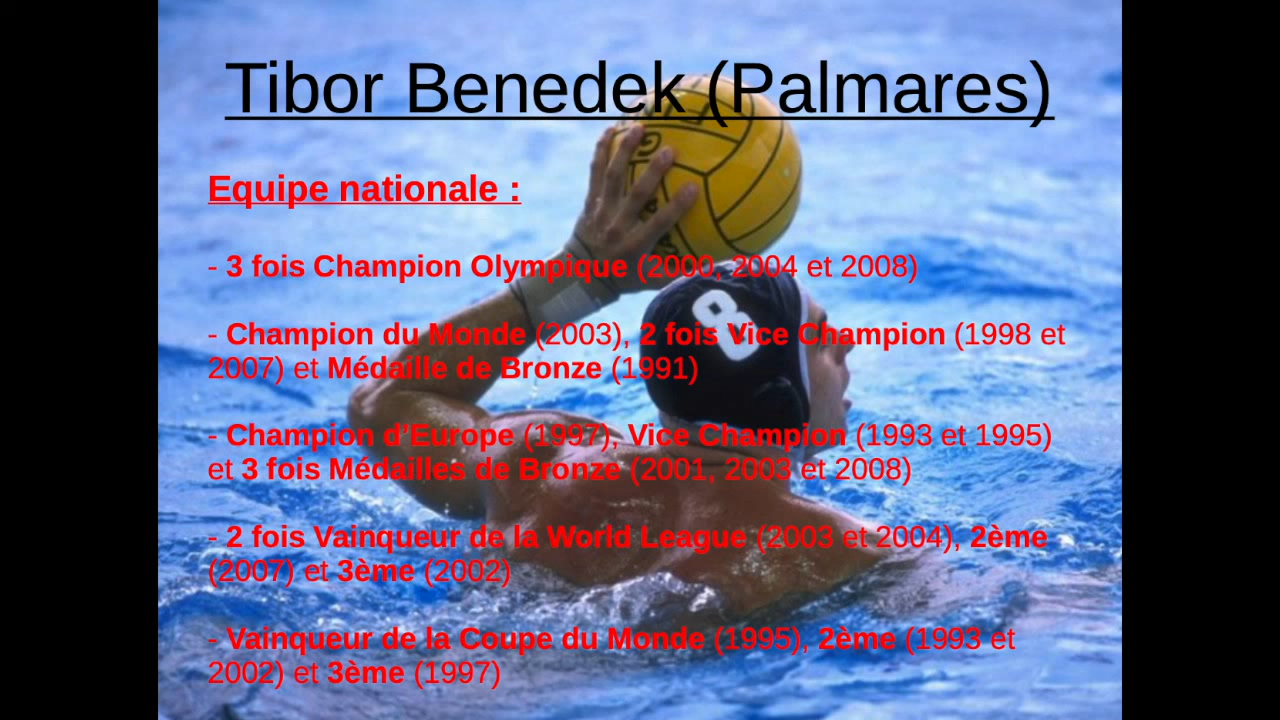 Tibor Benedek (Palmares)
Equipe nationale :
- 3 fois Champion Olympique (2000, 2004 et 2008)
- Champion du Monde (2003), 2 fois Vice Champion (1998 et
2007) et Médaille de Bronze (1991)
- Champion d'Europe (1997), Vice Champion (1993 et 1995)
et 3 fois Médailles de Bronze (2001, 2003 et 2008)
- 2 fois Vainqueur de la World League (2003 et 2004), 2ème
(2007) et 3ème (2002)
- Vainqueur de la Coupe du Monde (1995), 2ème (1993 et
2002) et 3ème (1997)
8